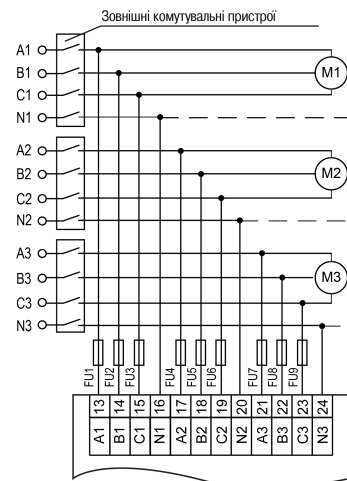 Зовнішні комутувальні пристрої
A1
B1
M1
C1
N1
A2
B2
M2
C2
N2
A3
B3
M3
C3
N3
FU1 FU2 FU3 FU4 FU5 FU6 FU7 FU8 FU9
13 14 15 16 17 18 19 20 21 22 23 24
A1 B1 C1 N1 A2 B2 C2 N2 A3 B3 C3 N3